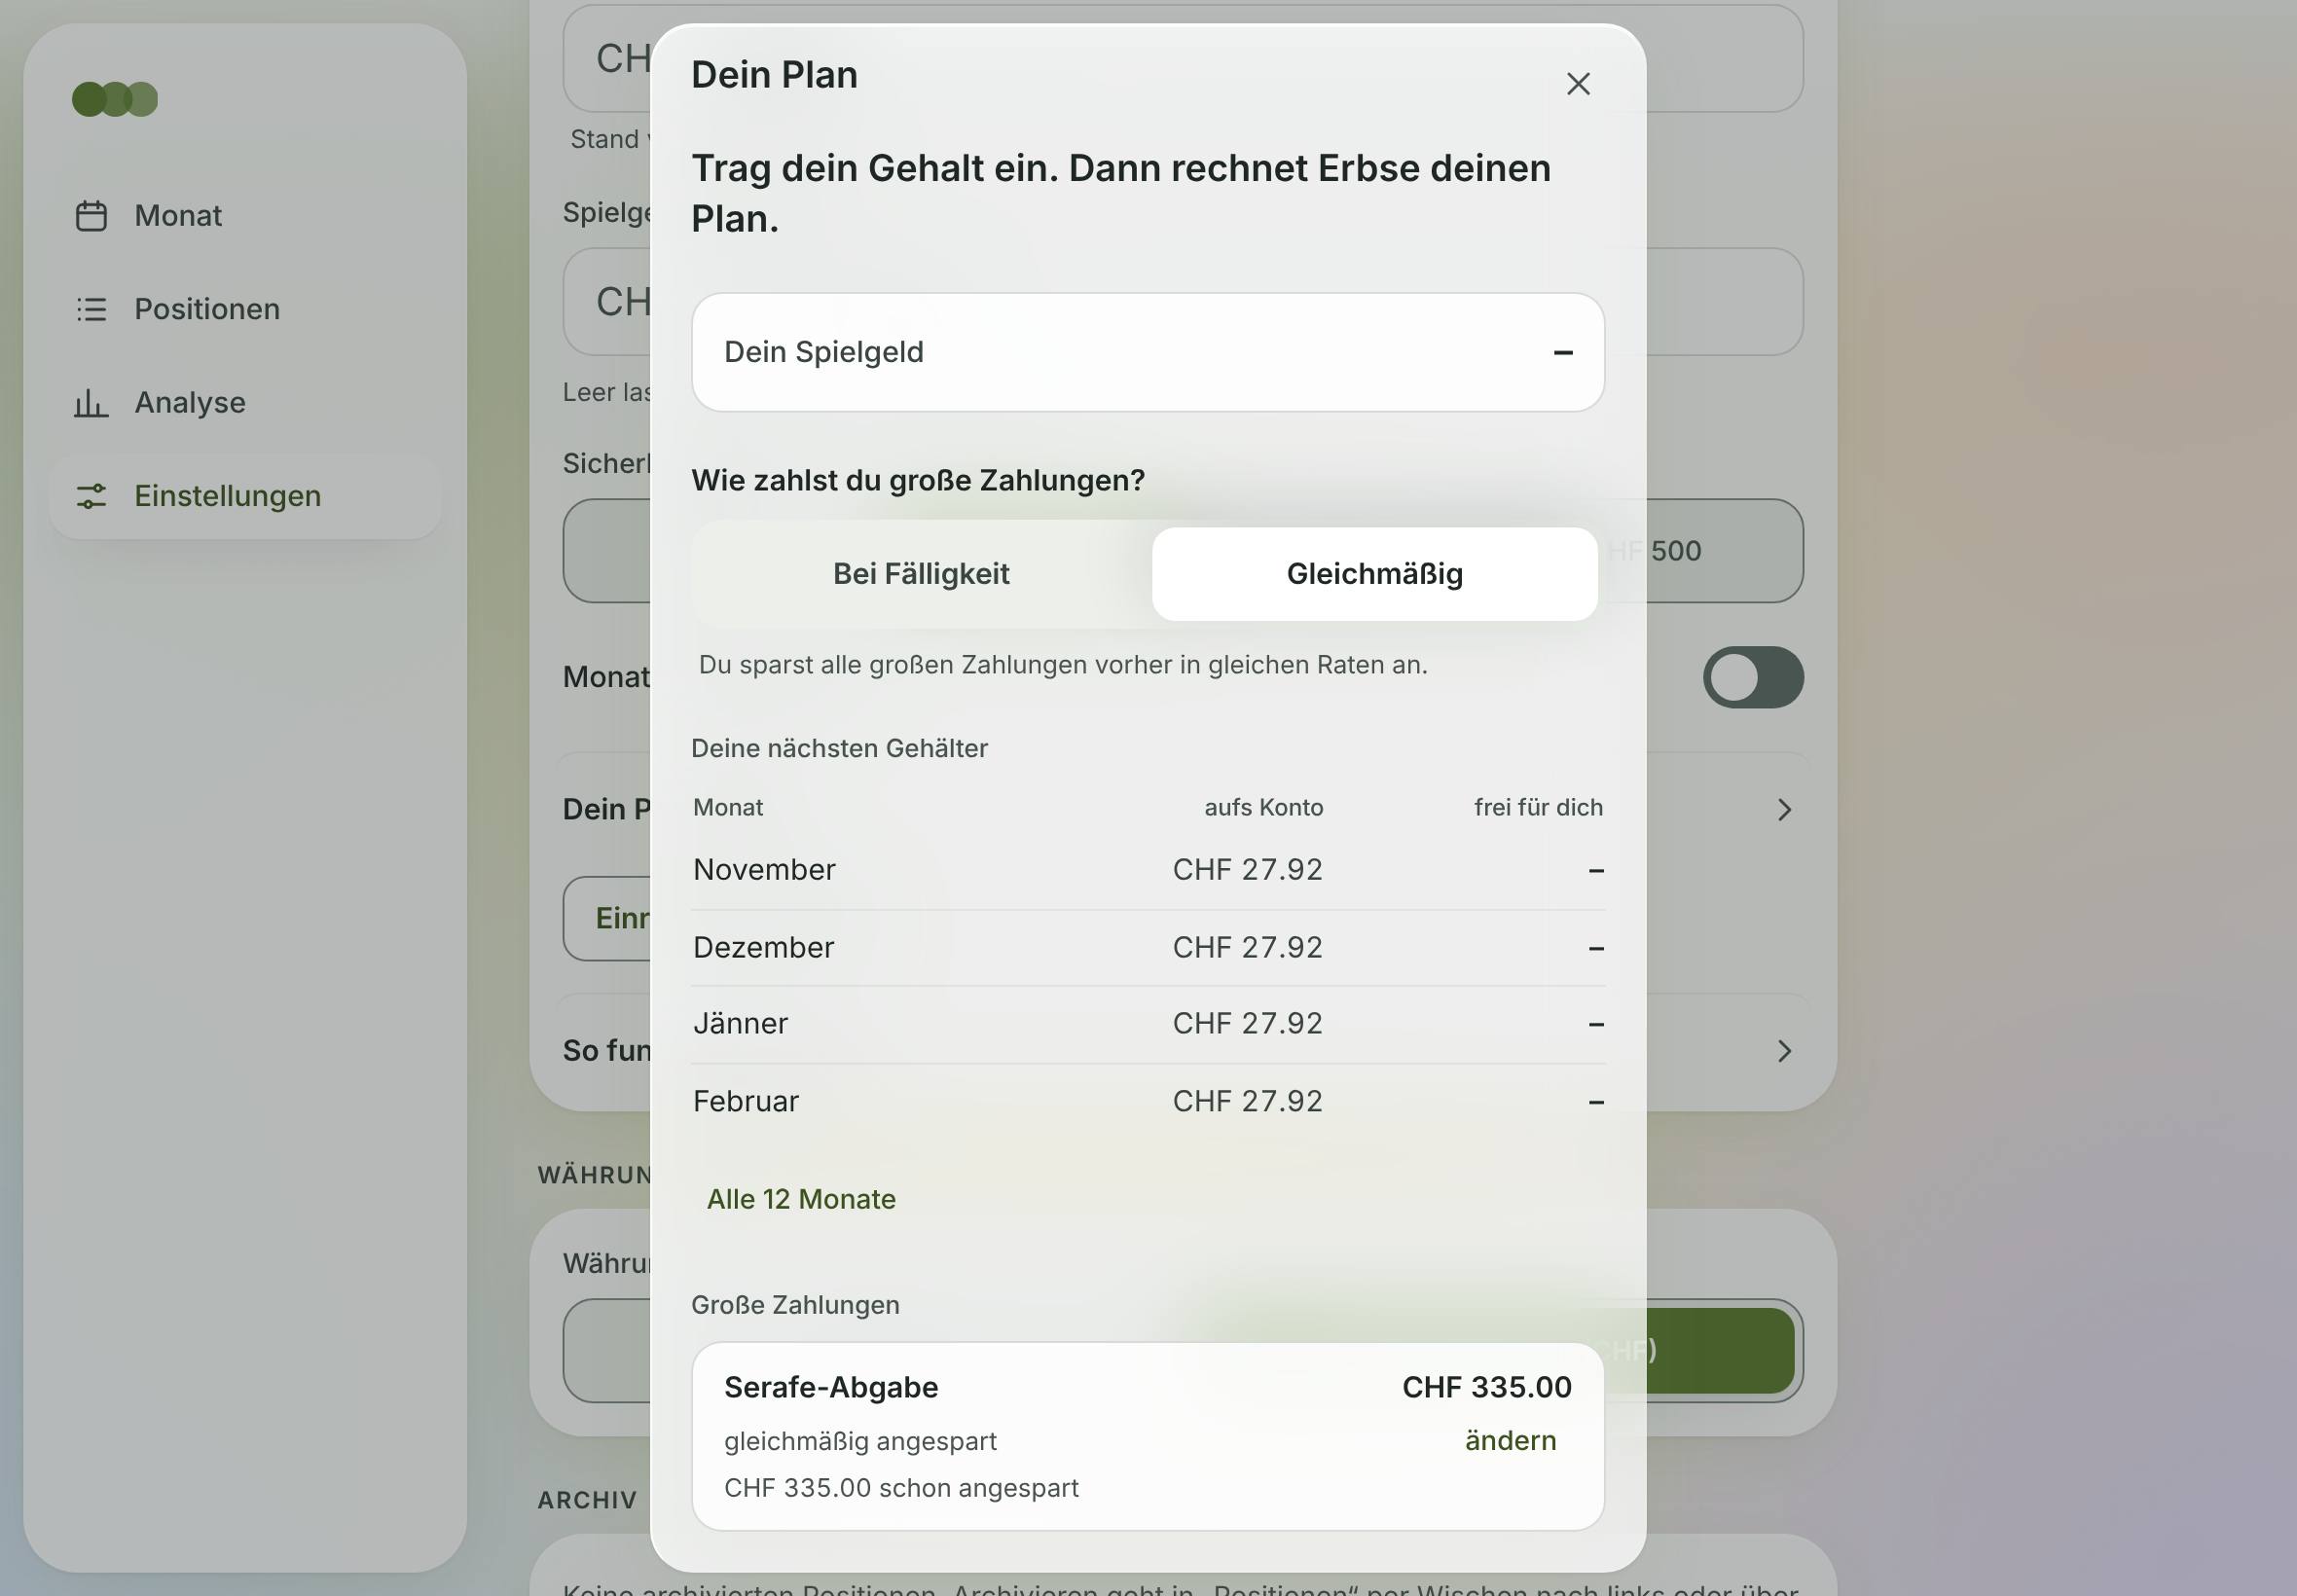 Monat
Positionen
Analyse
Einstellungen
CH
Stand
CH
Leer
500
Monat
Dein P
Einr
So fun
WÄHRUN
Währu
ARCHIV
Dein Plan
Trag dein Gehalt ein. Dann rechnet Erbse deinen
Plan.
Dein Spielgeld –
Wie zahlst du große Zahlungen?
Bei Fälligkeit Gleichmäßig
Du sparst alle großen Zahlungen vorher in gleichen Raten an.
Deine nächsten Gehälter
Monat aufs Konto frei für dich
November CHF 27.92 –
Dezember CHF 27.92 –
Jänner CHF 27.92 –
Februar CHF 27.92 –
Alle 12 Monate
Große Zahlungen
Serafe-Abgabe CHF 335.00
gleichmäßig angespart ändern
CHF 335.00 schon angespart